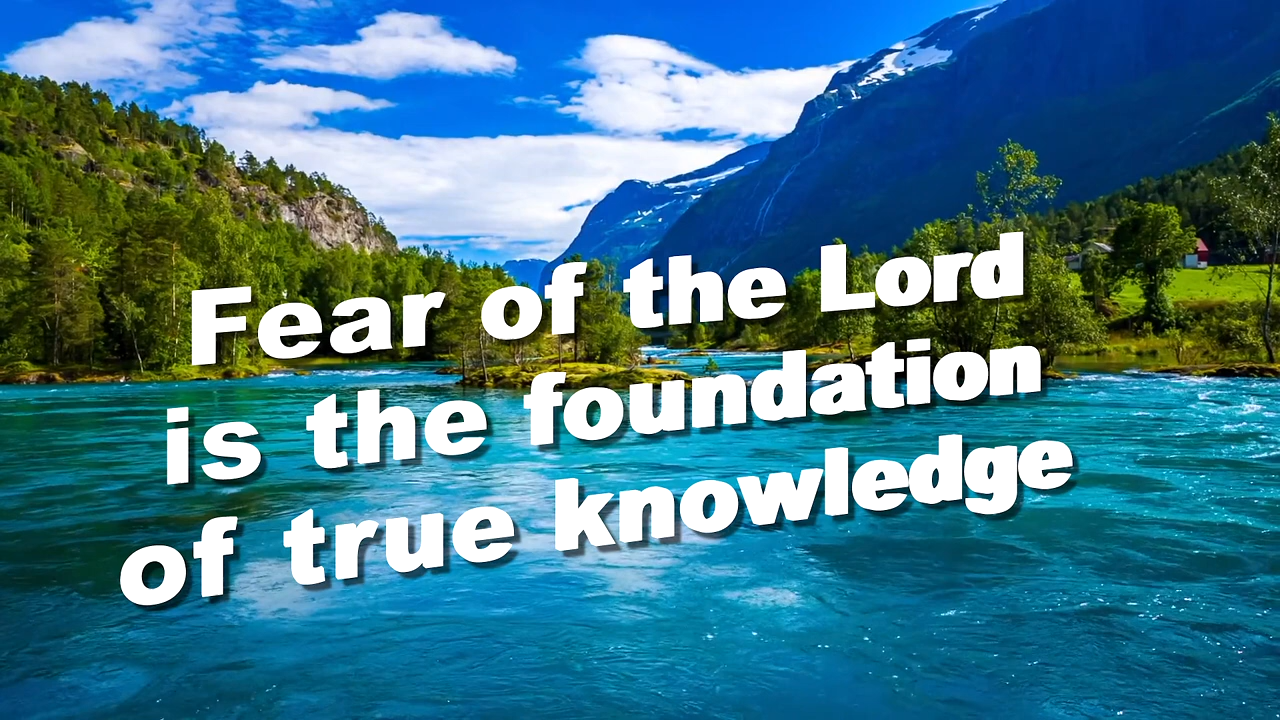 Fear of the Lord
is the foundation
of true knowledge